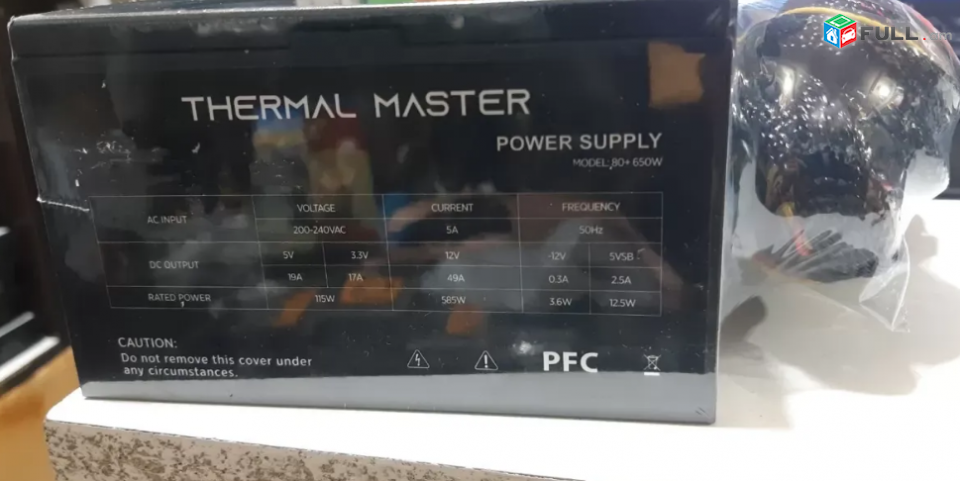 FULL.am
THERMAL MASTER
POWER SUPPLY
MODEL: 80+ 650W
AC INPUT VOLTAGE CURRENT FREQUENCY
200-240VAC 5A 50Hz
DC OUTPUT 5V 3.3V 12V -12V 5VSB
19A 17A 49A 0.3A 2.5A
RATED POWER 115W 585W 3.6W 12.5W
CAUTION:
Do not remove this cover under
any circumstances.
PFC